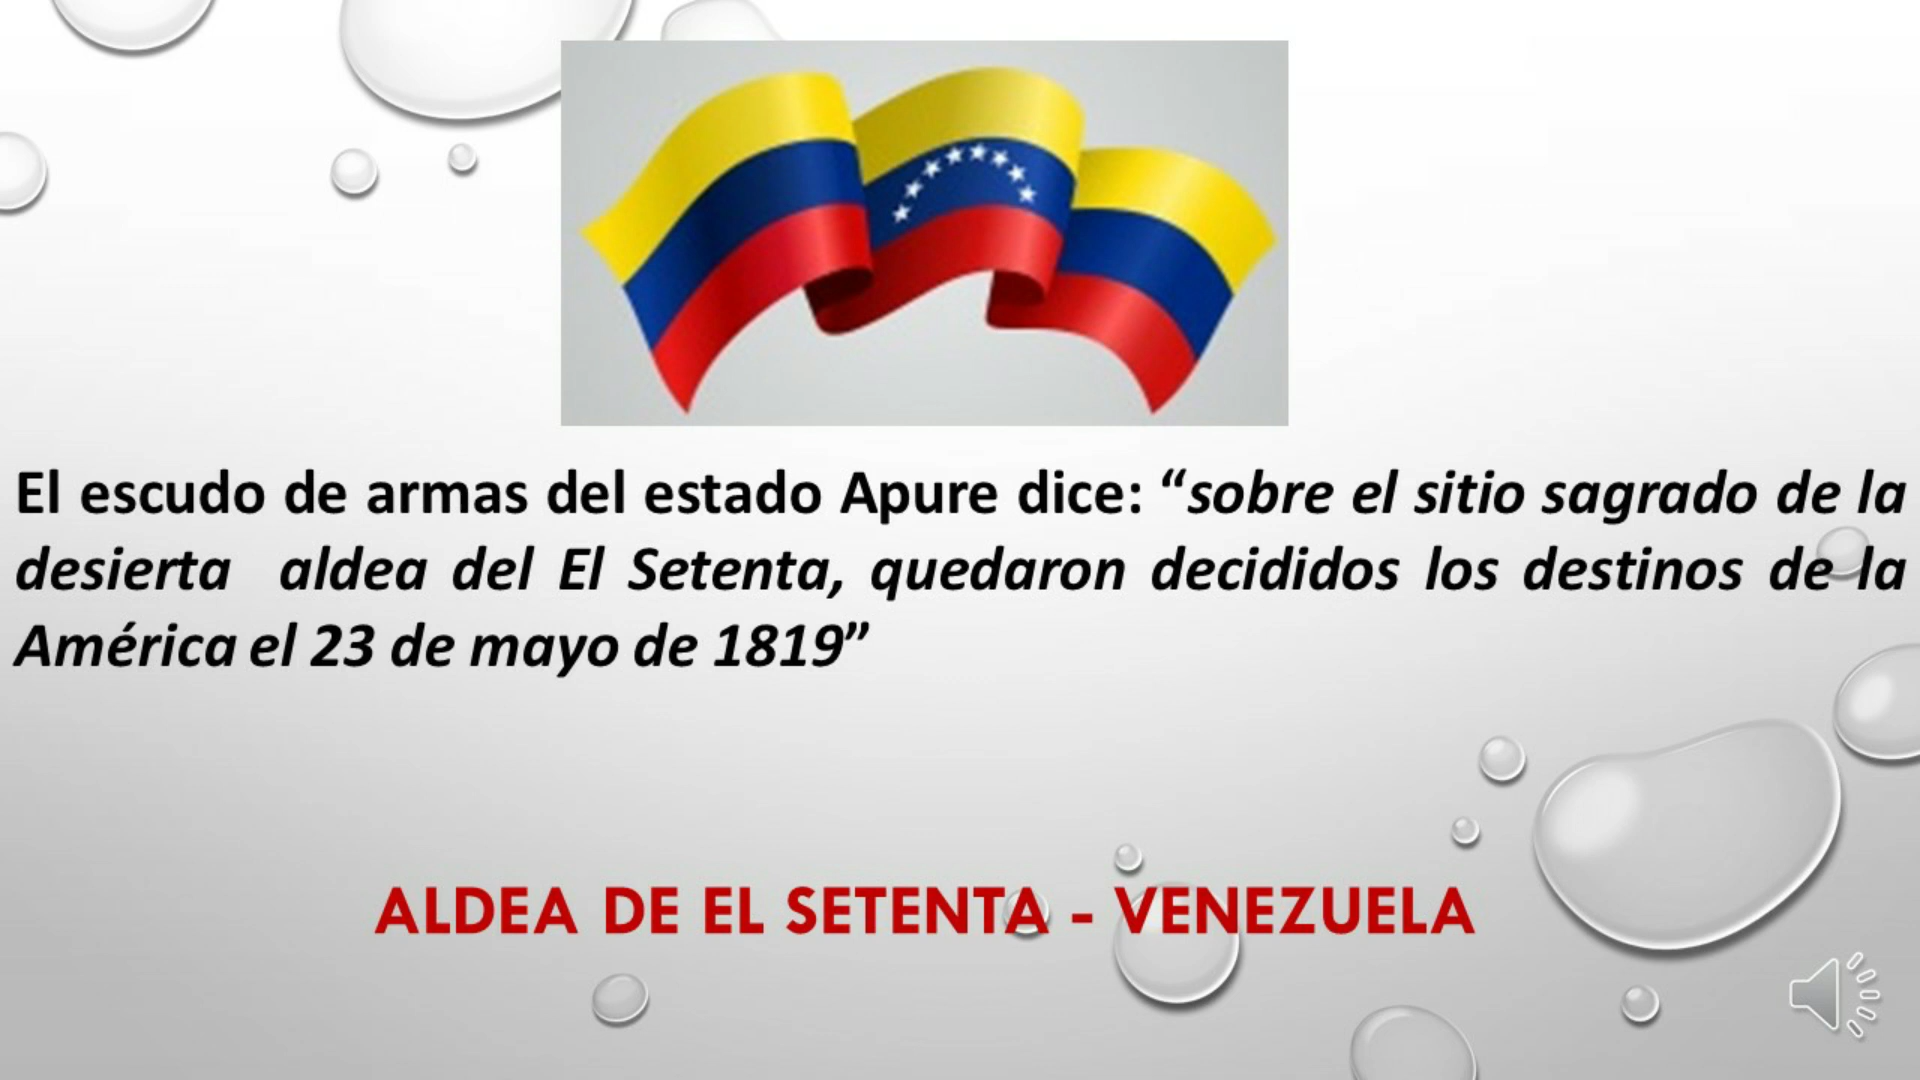 El escudo de armas del estado Apure dice: “sobre el sitio sagrado de la
desierta aldea del El Setenta, quedaron decididos los destinos de la
América el 23 de mayo de 1819”
ALDEA DE EL SETENTA - VENEZUELA